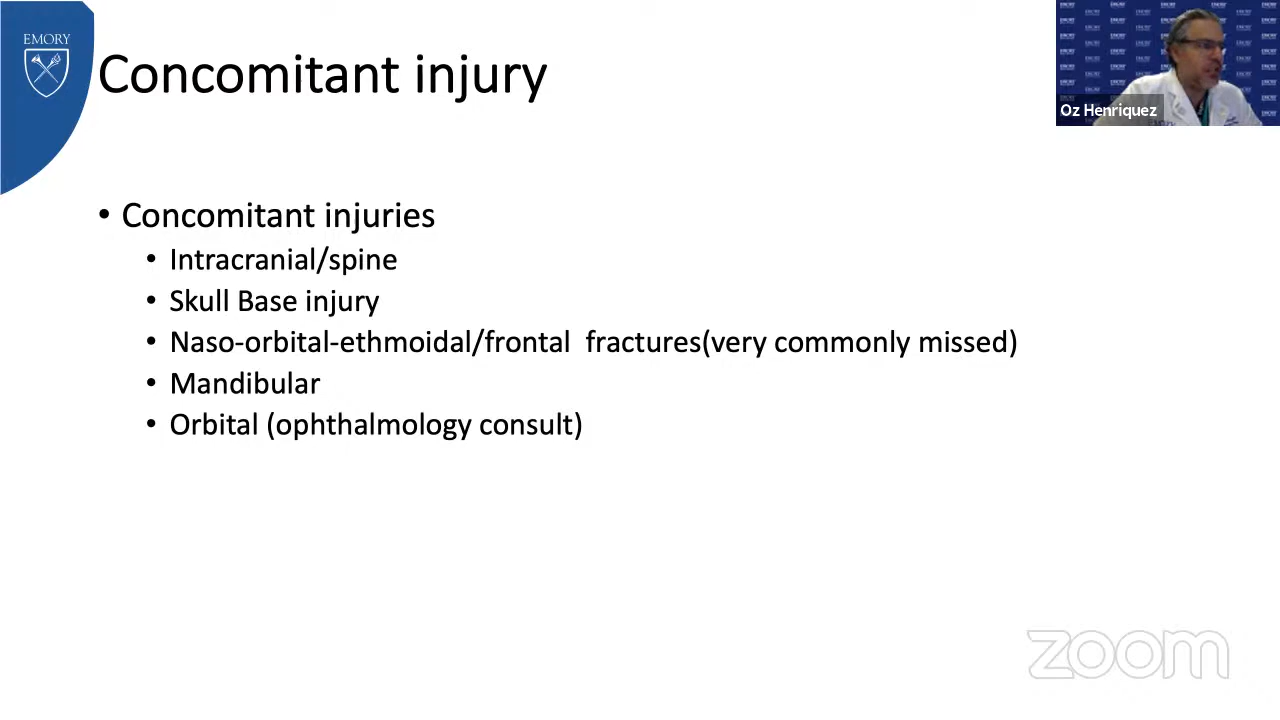 EMORY
Concomitant injury
Oz Henriquez
• Concomitant injuries
• Intracranial/spine
• Skull Base injury
• Naso-orbital-ethmoidal/frontal  fractures(very commonly missed)
• Mandibular
• Orbital (ophthalmology consult)
zoom